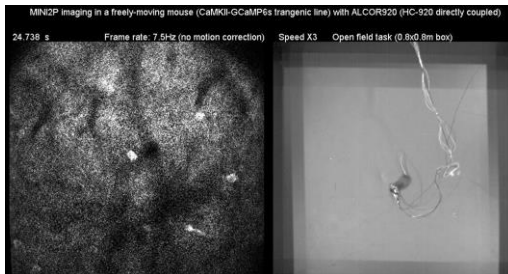 MINI2P imaging in a freely-moving mouse (CaMKII-GCaMP6s trangenic line) with ALCOR920 (HC-920 directly coupled)
24.738 s Frame rate: 7.5Hz (no motion correction) Speed X3 Open field task (0.8x0.8m box)